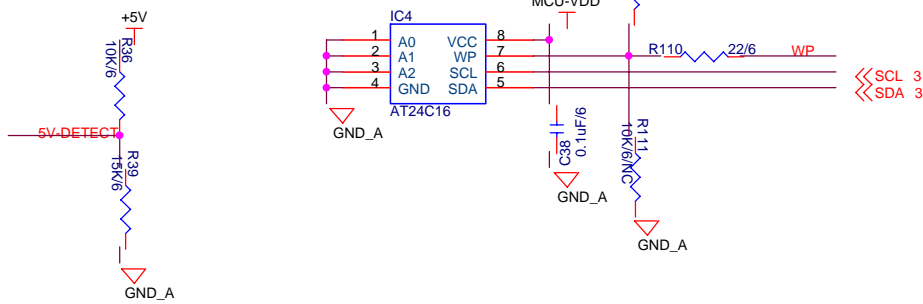 +5V
R36
10K/6
5V-DETECT
R39
15K/6
GND_A
IC4
1 A0 VCC 8
2 A1 WP 7
3 A2 SCL 6
4 GND SDA 5
AT24C16
GND_A
MCU-VDD
C38
0.1uF/6
GND_A
R110 22/6 WP
SCL 3
SDA 3
R111
10K/6/NC
GND_A